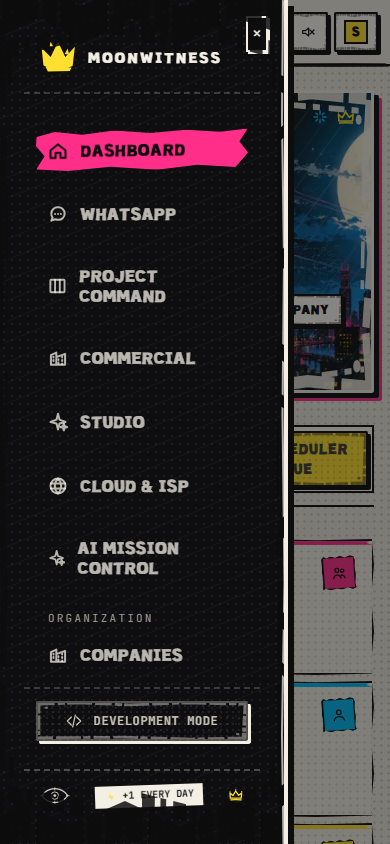 ×
MOONWITNESS
S
DASHBOARD
WHATSAPP
PROJECT
COMMAND
COMMERCIAL
STUDIO
CLOUD & ISP
AI MISSION
CONTROL
ORGANIZATION
COMPANIES
</> DEVELOPMENT MODE
+1 EVERY DAY
PANY
EDULER
UE